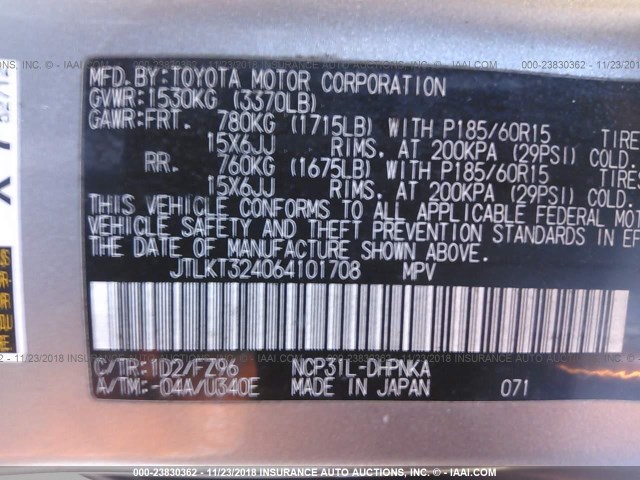 000-23830362 - 11/23/2018 INSURANCE AUTO AUCTIONS - © IAAI.COM
MFD. BY: TOYOTA MOTOR CORPORATION
GVWR: 1530KG (3370LB)
GAWR: FRT. 780KG (1715LB) WITH P185/60R15 TIRE
15X6JJ RIMS. AT 200KPA (29PSI) COLD.
RR. 760KG (1675LB) WITH P185/60R15 TIRES
15X6JJ RIMS. AT 200KPA (29PSI) COLD.
THIS VEHICLE CONFORMS TO ALL APPLICABLE FEDERAL MO
VEHICLE SAFETY AND THEFT PREVENTION STANDARDS IN EF
THE DATE OF MANUFACTURE SHOWN ABOVE.
JTLKT324064101708 MPV
C/TR: 1D2/FZ96 NCP31L-DHPNKA
A/TM: -04A/U340E MADE IN JAPAN 071
000-23830362 - 11/23/2018 INSURANCE AUTO AUCTIONS - © IAAI.COM